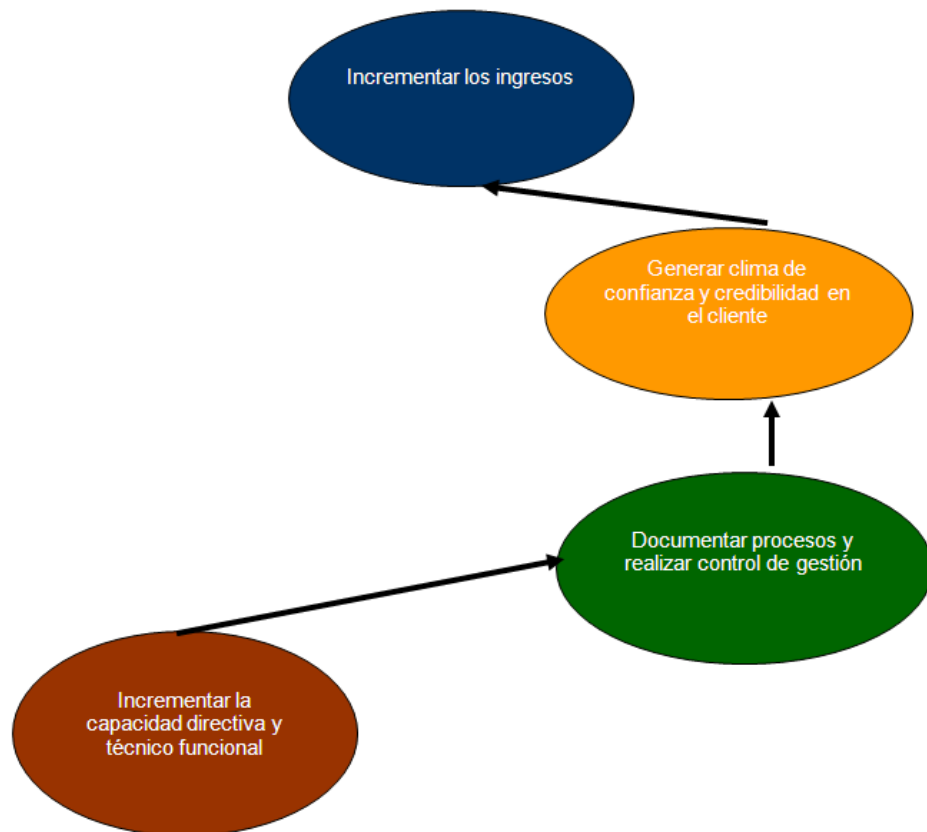 Incrementar los ingresos
Generar clima de
confianza y credibilidad en
el cliente
Documentar procesos y
realizar control de gestión
Incrementar la
capacidad directiva y
técnico funcional